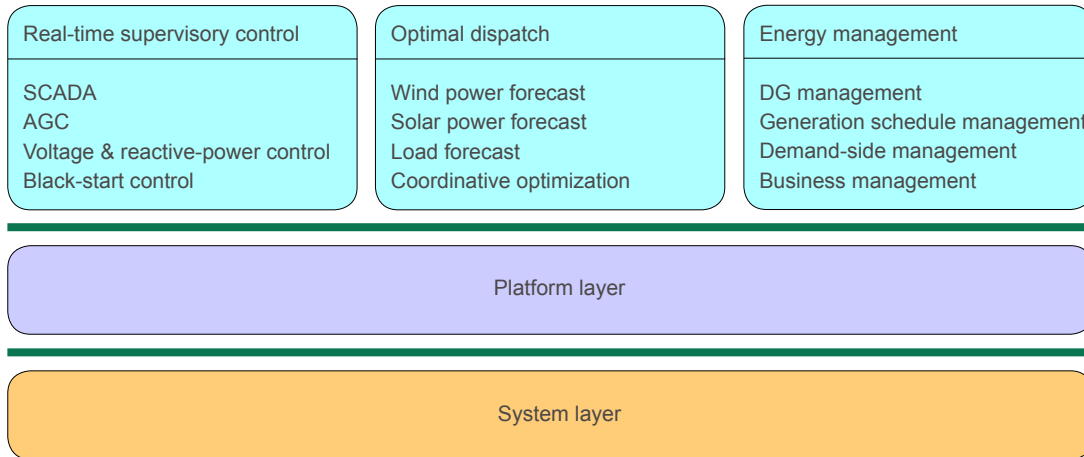 Real-time supervisory control
SCADA
AGC
Voltage & reactive-power control
Black-start control
Optimal dispatch
Wind power forecast
Solar power forecast
Load forecast
Coordinative optimization
Energy management
DG management
Generation schedule management
Demand-side management
Business management
Platform layer
System layer